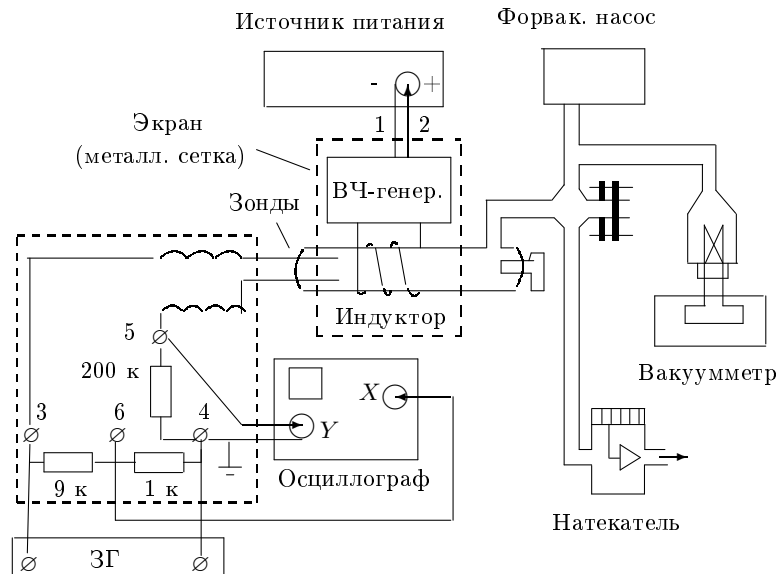 Источник питания
Форвак. насос
- +
1 2
Экран
(металл. сетка)
ВЧ-генер.
Зонды
Индуктор
5
200 к
X
Y
Вакуумметр
3 6 4
9 к 1 к
Осциллограф
Натекатель
ЗГ